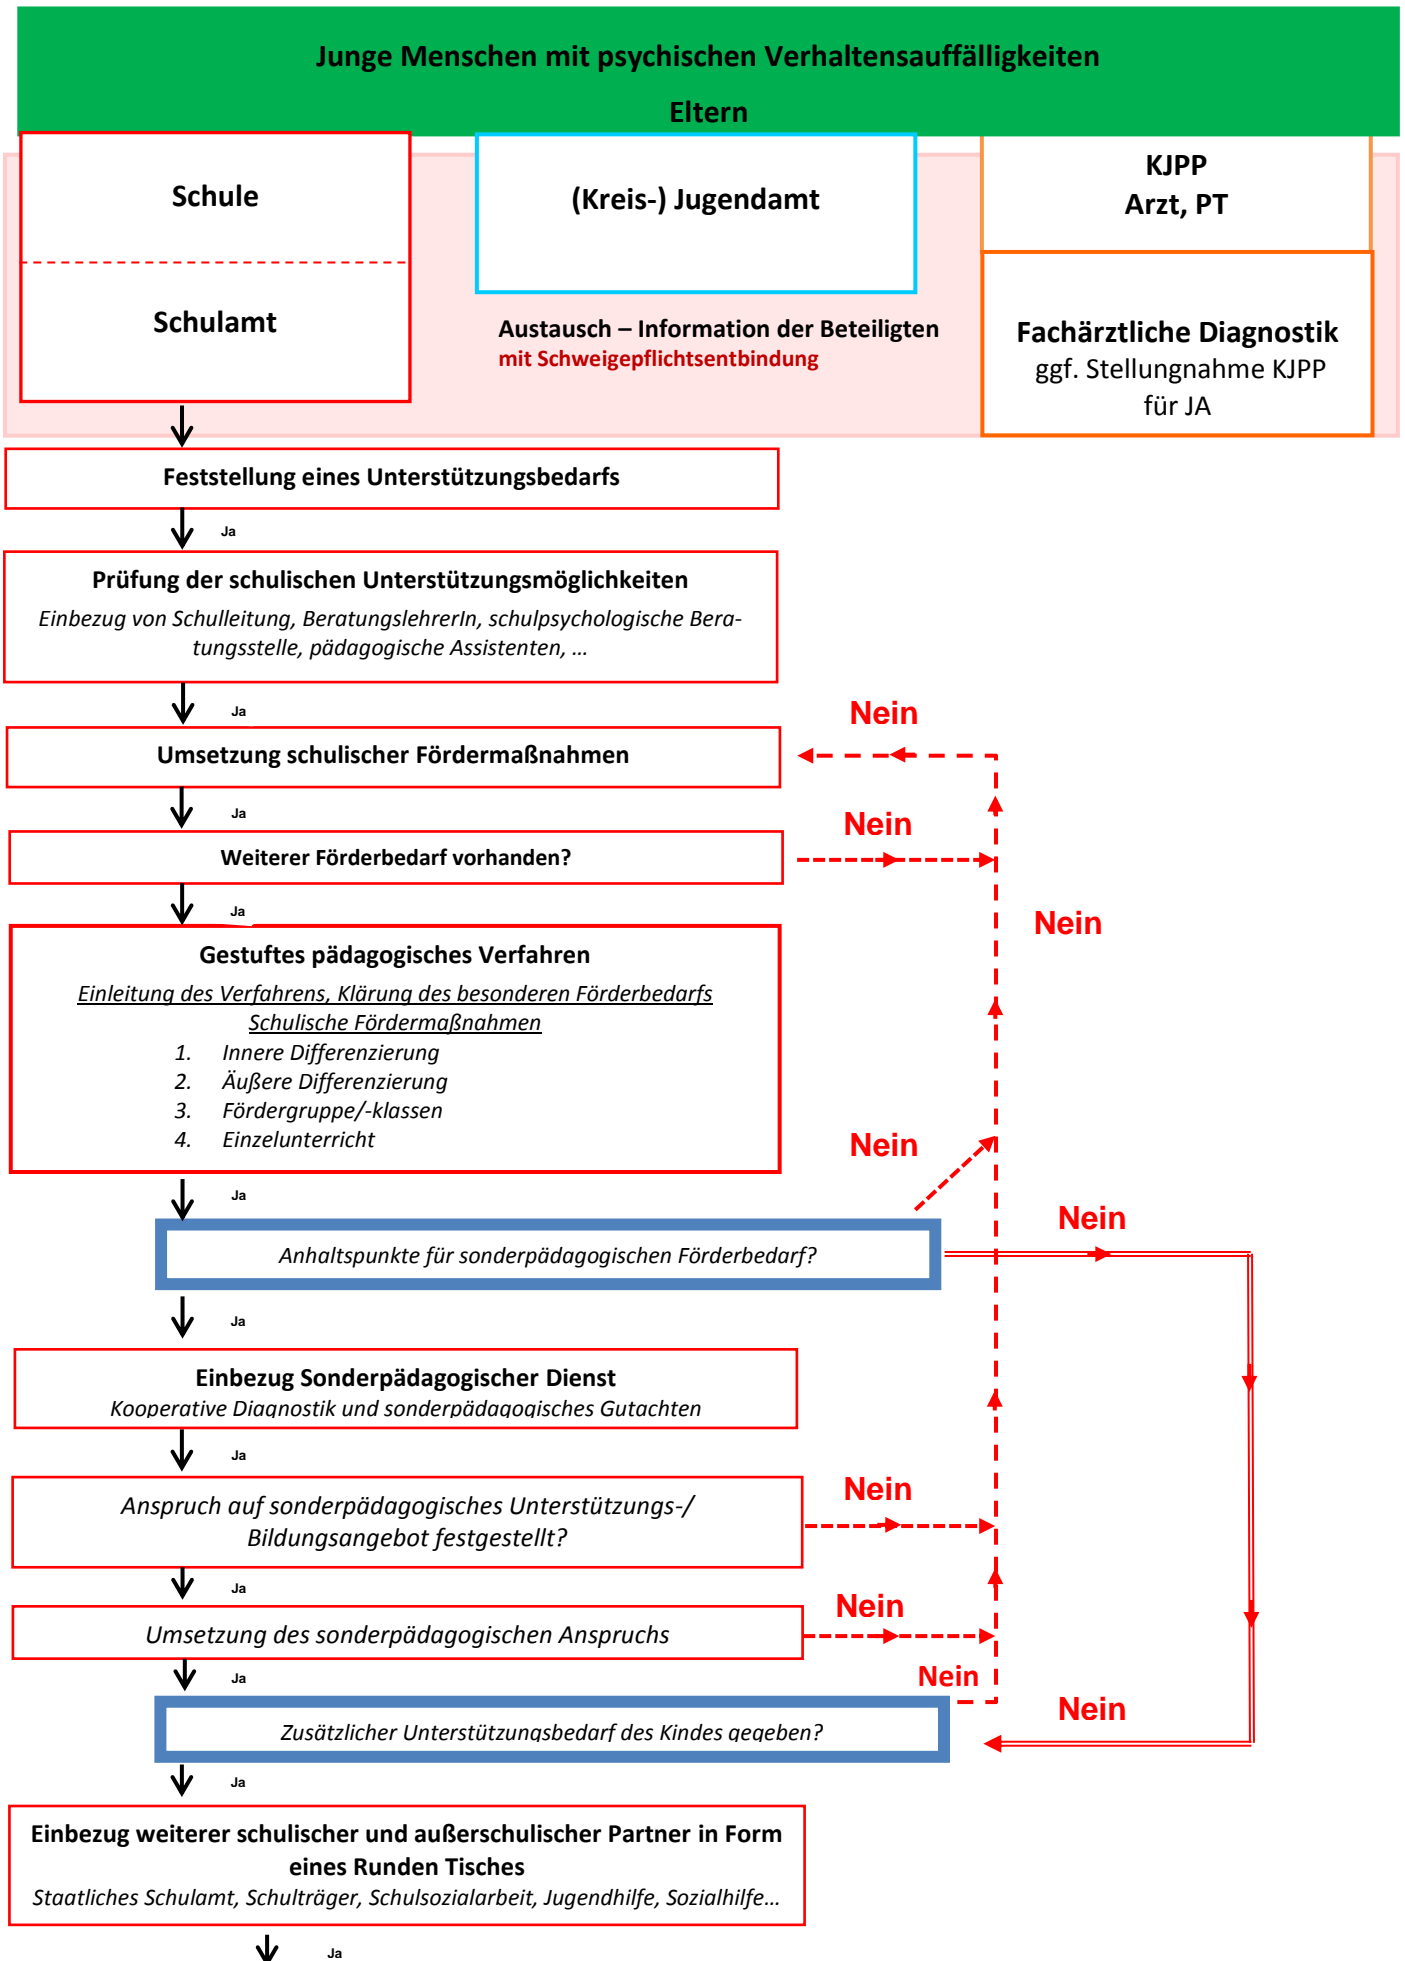 Junge Menschen mit psychischen Verhaltensauffälligkeiten
Eltern
Schule
Schulamt
(Kreis-) Jugendamt
KJPP
Arzt, PT
Austausch – Information der Beteiligten
mit Schweigepflichtsentbindung
Fachärztliche Diagnostik
ggf. Stellungnahme KJPP
für JA
Feststellung eines Unterstützungsbedarfs
Ja
Prüfung der schulischen Unterstützungsmöglichkeiten
Einbezug von Schulleitung, BeratungslehrerIn, schulpsychologische Bera-
tungsstelle, pädagogische Assistenten, …
Ja
Nein
Umsetzung schulischer Fördermaßnahmen
Ja
Nein
Weiterer Förderbedarf vorhanden?
Ja
Nein
Gestuftes pädagogisches Verfahren
Einleitung des Verfahrens, Klärung des besonderen Förderbedarfs
Schulische Fördermaßnahmen
1. Innere Differenzierung
2. Äußere Differenzierung
3. Fördergruppe/-klassen
4. Einzelunterricht
Nein
Ja
Nein
Anhaltspunkte für sonderpädagogischen Förderbedarf?
Ja
Einbezug Sonderpädagogischer Dienst
Kooperative Diagnostik und sonderpädagogisches Gutachten
Ja
Nein
Anspruch auf sonderpädagogisches Unterstützungs-/
Bildungsangebot festgestellt?
Ja
Nein
Umsetzung des sonderpädagogischen Anspruchs
Ja
Nein
Nein
Zusätzlicher Unterstützungsbedarf des Kindes gegeben?
Ja
Einbezug weiterer schulischer und außerschulischer Partner in Form
eines Runden Tisches
Staatliches Schulamt, Schulträger, Schulsozialarbeit, Jugendhilfe, Sozialhilfe…
Ja